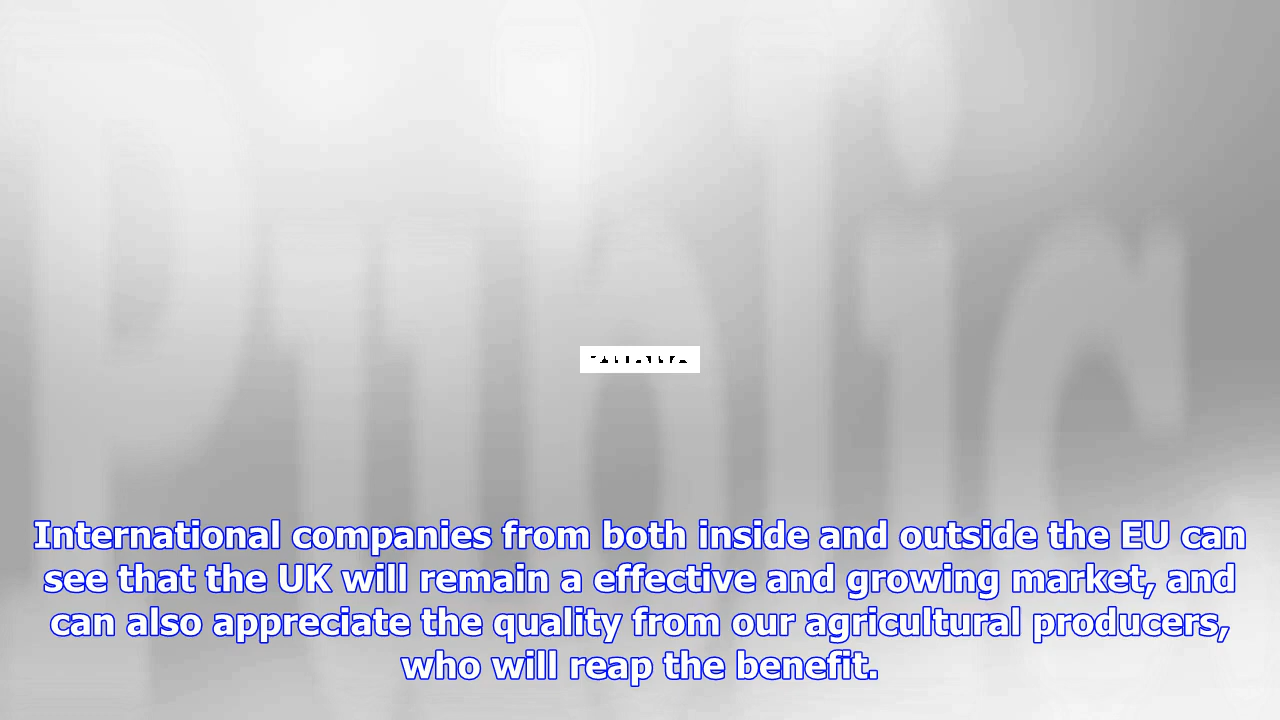 Public
International companies from both inside and outside the EU can
see that the UK will remain a effective and growing market, and
can also appreciate the quality from our agricultural producers,
who will reap the benefit.